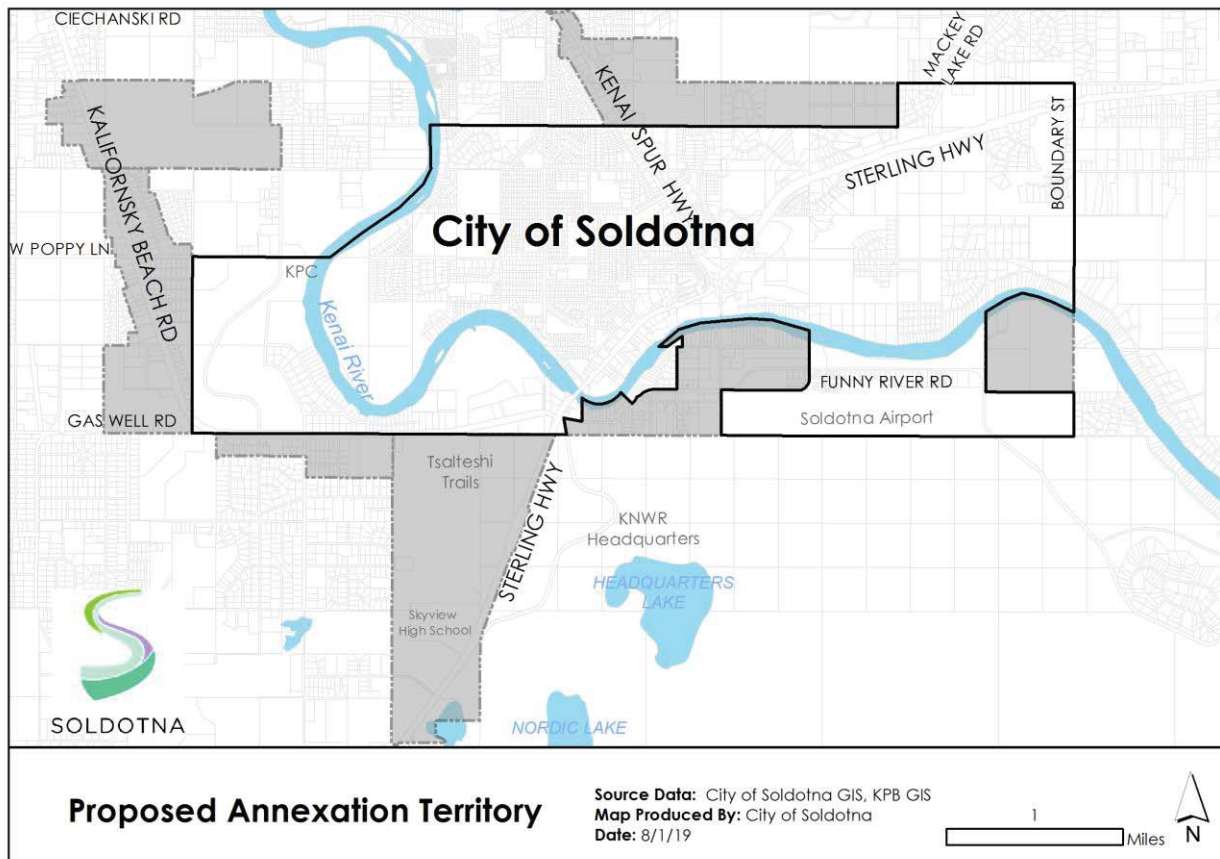 CIECHANSKI RD
MACKEY
LAKE RD
KENAI SPUR HWY
KALIFORNSKY BEACH RD
STERLING HWY
BOUNDARY ST
City of Soldotna
W POPPY LN
KPC
Kenai River
FUNNY RIVER RD
GAS WELL RD
Soldotna Airport
Tsalteshi
Trails
STERLING HWY
KNWR
Headquarters
HEADQUARTERS
LAKE
Skyview
High School
SOLDOTNA
NORDIC LAKE
Proposed Annexation Territory
Source Data: City of Soldotna GIS, KPB GIS
Map Produced By: City of Soldotna
Date: 8/1/19
1
Miles
N